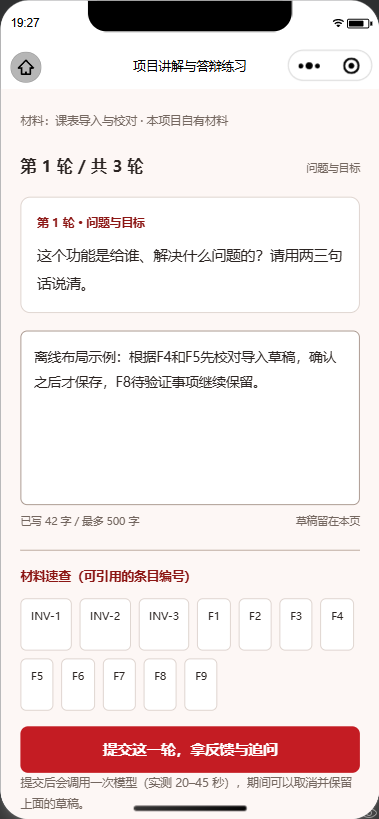 19:27
项目讲解与答辩练习
材料：课表导入与校对 · 本项目自有材料
第 1 轮 / 共 3 轮
问题与目标
第 1 轮 • 问题与目标
这个功能是给谁、解决什么问题的？请用两三句
话说清。
离线布局示例：根据F4和F5先校对导入草稿，确认
之后才保存，F8待验证事项继续保留。
已写 42 字 / 最多 500 字
草稿留在本页
材料速查（可引用的条目编号）
INV-1 INV-2 INV-3 F1 F2 F3 F4
F5 F6 F7 F8 F9
提交这一轮，拿反馈与追问
提交后会调用一次模型（实测 20–45 秒），期间可以取消并保留
上面的草稿。